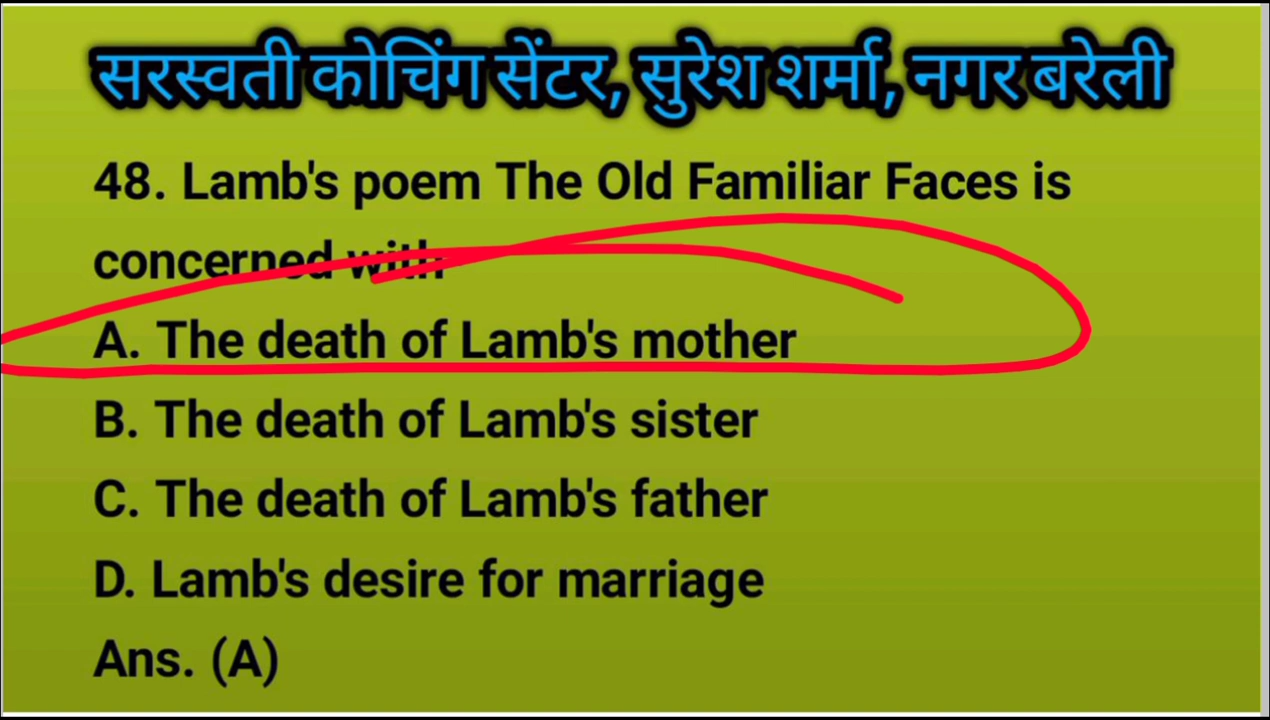 सरस्वती कोचिंग सेंटर, सुरेश शर्मा, नगर बरेली
48. Lamb's poem The Old Familiar Faces is
concerned with
A. The death of Lamb's mother
B. The death of Lamb's sister
C. The death of Lamb's father
D. Lamb's desire for marriage
Ans. (A)